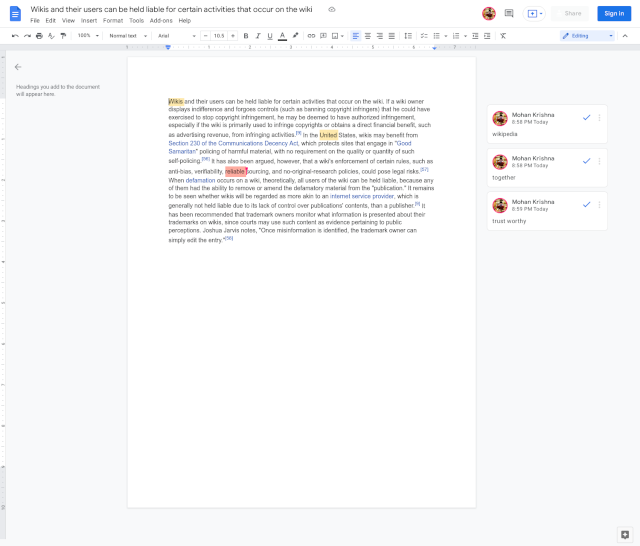 Wikis and their users can be held liable for certain activities that occur on the wiki
File Edit View Insert Format Tools Add-ons Help
Share
Sign in
100% Normal text Arial 10.5 Editing
Headings you add to the document
will appear here.
Wikis and their users can be held liable for certain activities that occur on the wiki. If a wiki owner
displays indifference and forgoes controls (such as banning copyright infringers) that he could have
exercised to stop copyright infringement, he may be deemed to have authorized infringement,
especially if the wiki is primarily used to infringe copyrights or obtains a direct financial benefit, such
as advertising revenue, from infringing activities. In the United States, wikis may benefit from
Section 230 of the Communications Decency Act, which protects sites that engage in "Good
Samaritan" policing of harmful material, with no requirement on the quality or quantity of such
self-policing. It has also been argued, however, that a wiki's enforcement of certain rules, such as
anti-bias, verifiability, reliable sourcing, and no-original-research policies, could pose legal risks.
When defamation occurs on a wiki, theoretically, all users of the wiki can be held liable, because any
of them had the ability to remove or amend the defamatory material from the "publication." It remains
to be seen whether wikis will be regarded as more akin to an internet service provider, which is
generally not held liable due to its lack of control over publications' contents, than a publisher. It
has been recommended that trademark owners monitor what information is presented about their
trademarks on wikis, since courts may use such content as evidence pertaining to public
perceptions. Joshua Jarvis notes, "Once misinformation is identified, the trademark owner can
simply edit the entry."
Mohan Krishna
8:58 PM Today
wikipedia
Mohan Krishna
8:58 PM Today
together
Mohan Krishna
8:59 PM Today
trust worthy